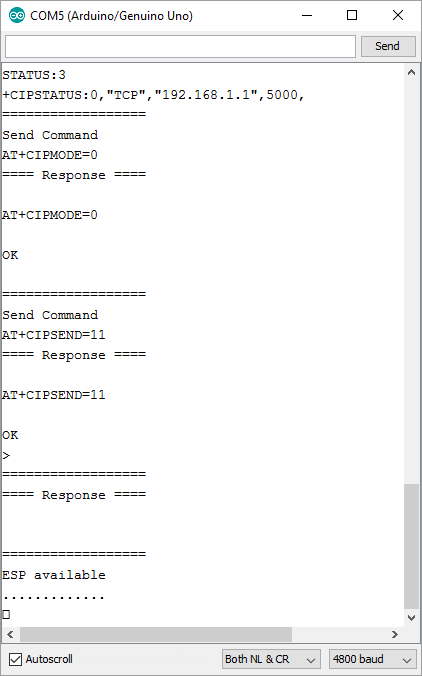 COM5 (Arduino/Genuino Uno)
Send
STATUS:3
+CIPSTATUS:0,"TCP","192.168.1.1",5000,
==================
Send Command
AT+CIPMODE=0
==== Response ====
AT+CIPMODE=0
OK
==================
Send Command
AT+CIPSEND=11
==== Response ====
AT+CIPSEND=11
OK
>
==================
==== Response ====
==================
ESP available
.............
□
Autoscroll
Both NL & CR
4800 baud